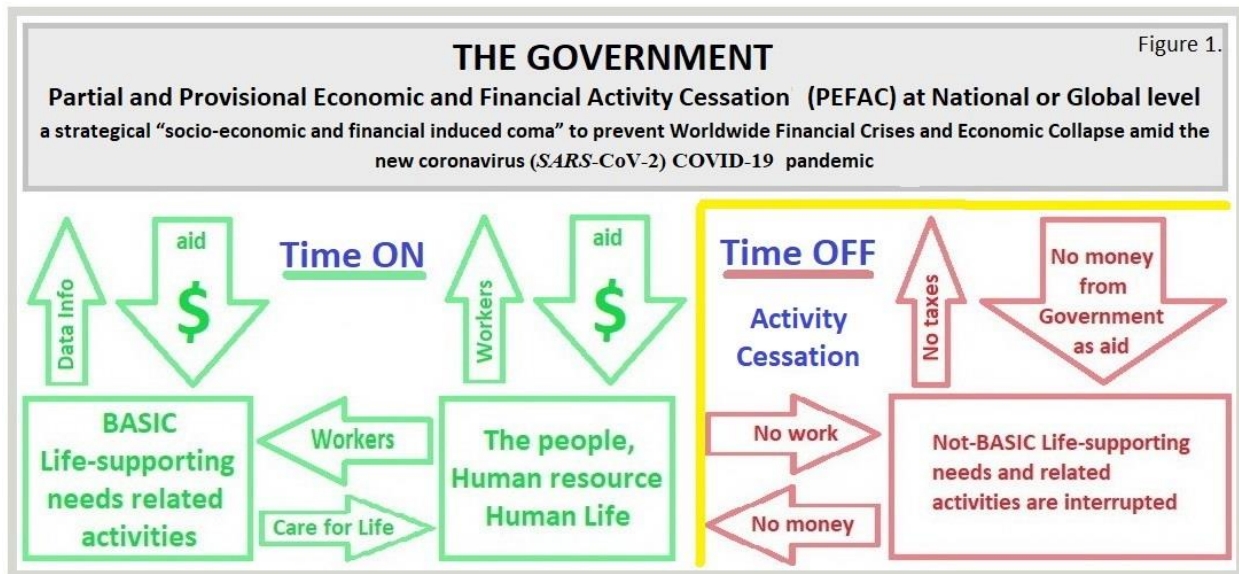 Figure 1.
THE GOVERNMENT
Partial and Provisional Economic and Financial Activity Cessation (PEFAC) at National or Global level
a strategical “socio-economic and financial induced coma” to prevent Worldwide Financial Crises and Economic Collapse amid the
new coronavirus (SARS-CoV-2) COVID-19 pandemic
Data Info
aid
$
Time ON
Workers
aid
$
Time OFF
Activity
Cessation
No taxes
No money
from
Government
as aid
BASIC
Life-supporting
needs related
activities
Workers
Care for Life
The people,
Human resource
Human Life
No work
No money
Not-BASIC Life-supporting
needs and related
activities are interrupted